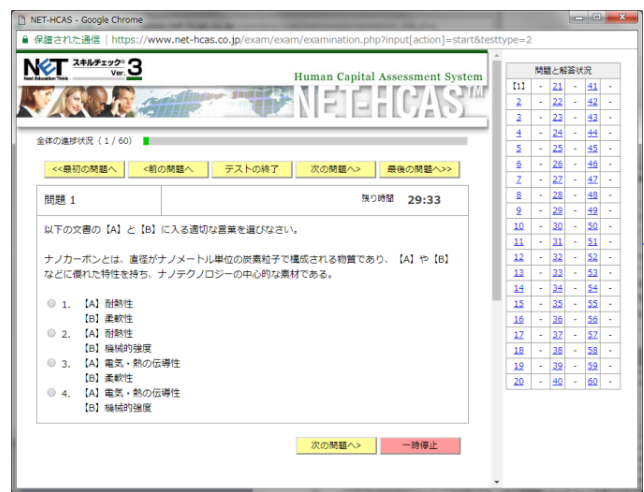 NET-HCAS - Google Chrome
保護された通信 | https://www.net-hcas.co.jp/exam/exam/examination.php?input[action]=start&testtype=2
NET スキルチェック Ver. 3
Human Capital Assessment System
NET-HCAS TM
全体の進捗状況 ( 1 / 60)
<<最初の問題へ <前の問題へ テストの終了 次の問題へ> 最後の問題へ>>
問題 1 残り時間 29:33
以下の文書の【A】と【B】に入る適切な言葉を選びなさい。
ナノカーボンとは、直径がナノメートル単位の炭素粒子で構成される物質であり、【A】や【B】
などに優れた特性を持ち、ナノテクノロジーの中心的な素材である。
1. 【A】耐熱性
【B】柔軟性
2. 【A】耐熱性
【B】機械的強度
3. 【A】電気・熱の伝導性
【B】柔軟性
4. 【A】電気・熱の伝導性
【B】機械的強度
次の問題へ> 一時停止
問題と解答状況
【1】 - 21 - 41 -
2 - 22 - 42 -
3 - 23 - 43 -
4 - 24 - 44 -
5 - 25 - 45 -
6 - 26 - 46 -
7 - 27 - 47 -
8 - 28 - 48 -
9 - 29 - 49 -
10 - 30 - 50 -
11 - 31 - 51 -
12 - 32 - 52 -
13 - 33 - 53 -
14 - 34 - 54 -
15 - 35 - 55 -
16 - 36 - 56 -
17 - 37 - 57 -
18 - 38 - 58 -
19 - 39 - 59 -
20 - 40 - 60 -